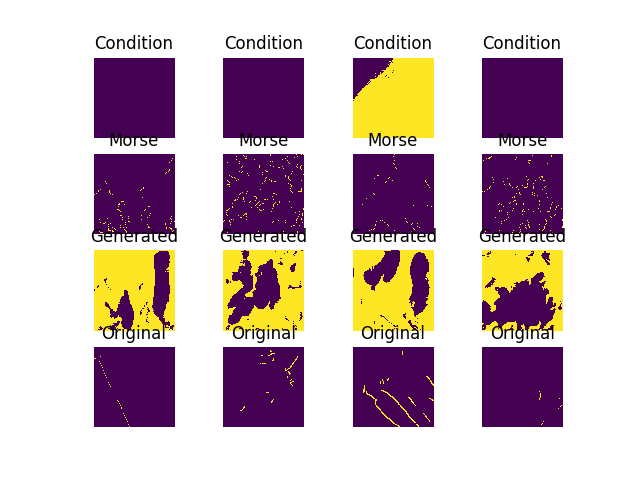 Condition Condition Condition Condition
Morse Morse Morse Morse
Generated Generated Generated Generated
Original Original Original Original